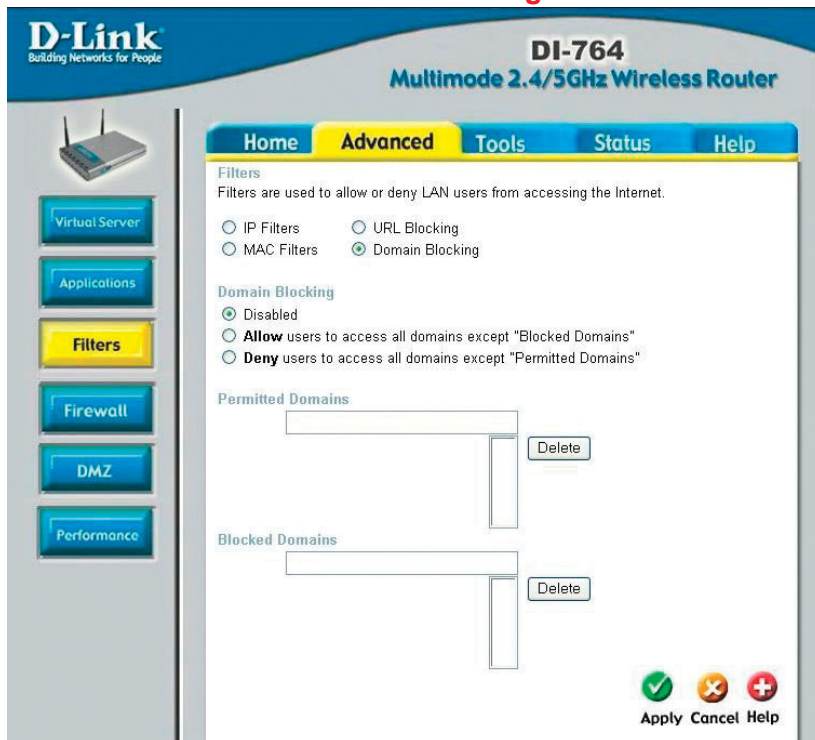 D-Link
Building Networks for People
DI-764
Multimode 2.4/5GHz Wireless Router
Home
Advanced
Tools
Status
Help
Virtual Server
Applications
Filters
Firewall
DMZ
Performance
Filters
Filters are used to allow or deny LAN users from accessing the Internet.
IP Filters
URL Blocking
MAC Filters
Domain Blocking
Domain Blocking
Disabled
Allow users to access all domains except "Blocked Domains"
Deny users to access all domains except "Permitted Domains"
Permitted Domains
Delete
Blocked Domains
Delete
Apply
Cancel
Help